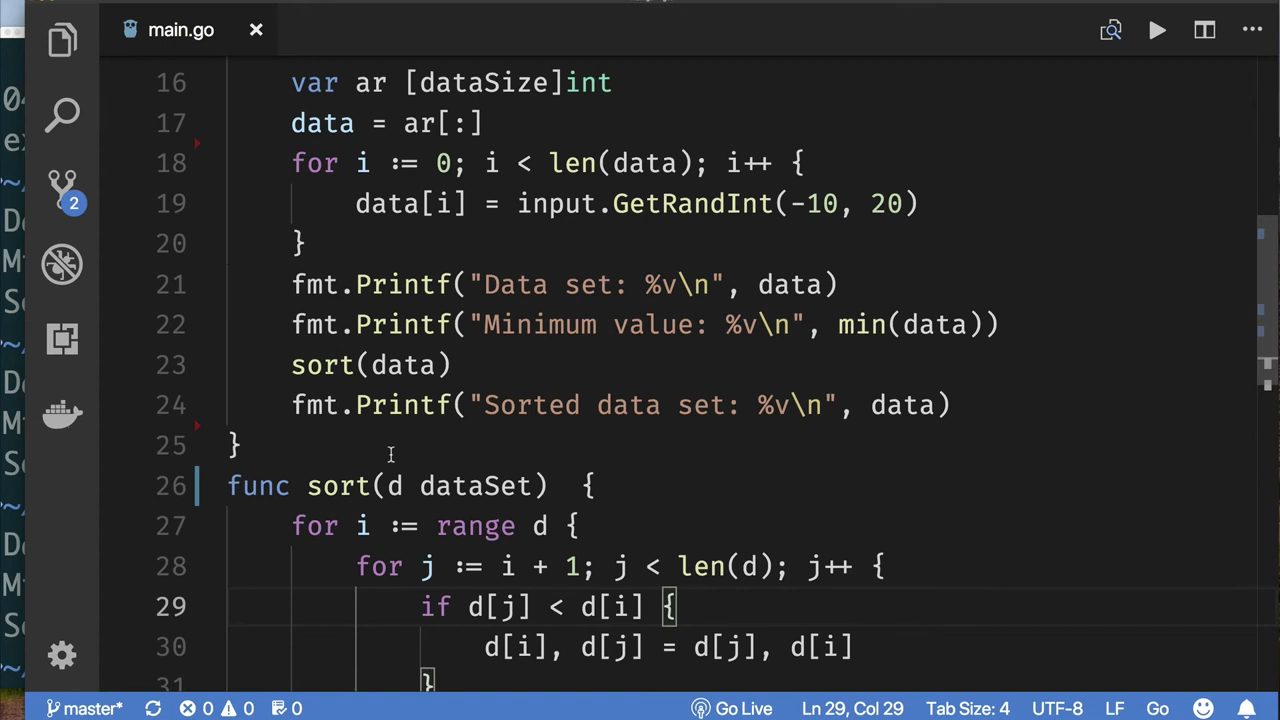 main.go
16 var ar [dataSize]int
17 data = ar[:]
18 for i := 0; i < len(data); i++ {
19 data[i] = input.GetRandInt(-10, 20)
20 }
21 fmt.Printf("Data set: %v\n", data)
22 fmt.Printf("Minimum value: %v\n", min(data))
23 sort(data)
24 fmt.Printf("Sorted data set: %v\n", data)
25 }
26 func sort(d dataSet) {
27 for i := range d {
28 for j := i + 1; j < len(d); j++ {
29 if d[j] < d[i] {
30 d[i], d[j] = d[j], d[i]
31 }
2
master* 0 0 0 Go Live Ln 29, Col 29 Tab Size: 4 UTF-8 LF Go